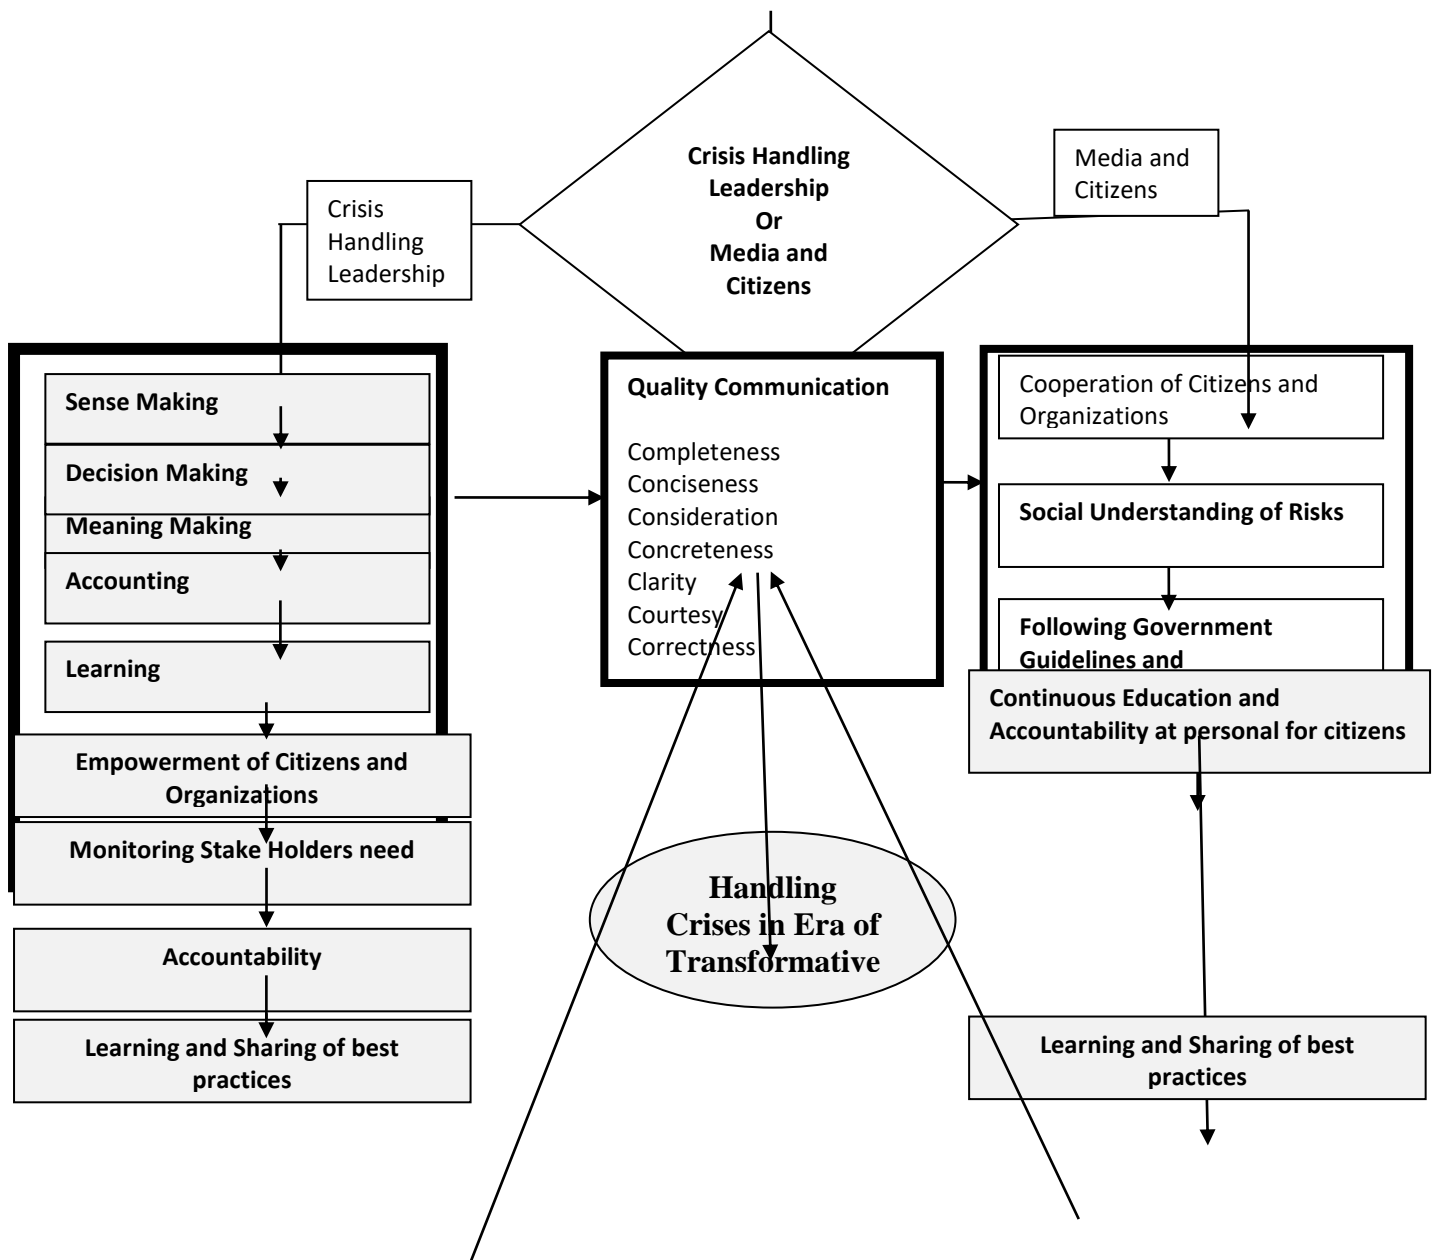 Crisis Handling
Leadership
Or
Media and
Citizens
Crisis
Handling
Leadership
Media and
Citizens
Sense Making
Decision Making
Meaning Making
Accounting
Learning
Empowerment of Citizens and
Organizations
Monitoring Stake Holders need
Accountability
Learning and Sharing of best
practices
Quality Communication
Completeness
Conciseness
Consideration
Concreteness
Clarity
Courtesy
Correctness
Handling
Crises in Era of
Transformative
Cooperation of Citizens and
Organizations
Social Understanding of Risks
Following Government
Guidelines and
Continuous Education and
Accountability at personal for citizens
Learning and Sharing of best
practices